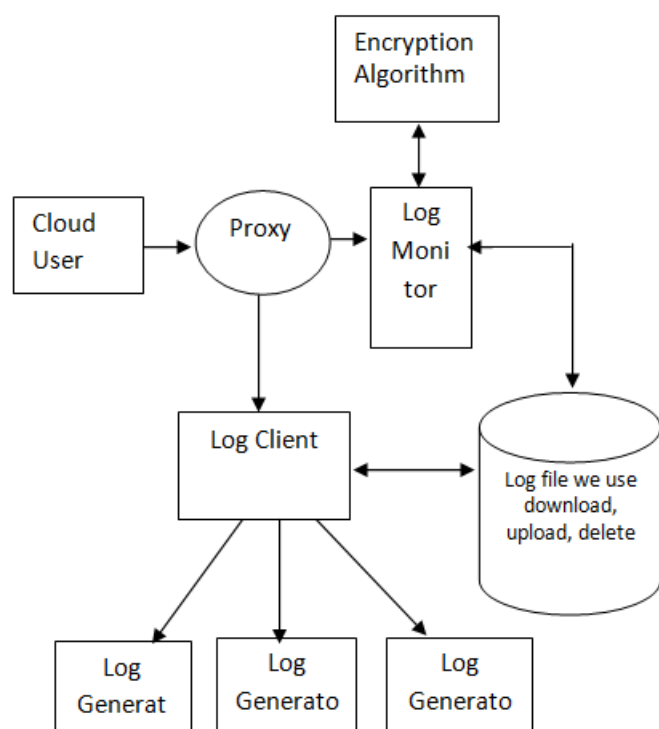 Encryption
Algorithm
Cloud
User
Proxy
Log
Moni
tor
Log Client
Log file we use
download,
upload, delete
Log
Generat
Log
Generato
Log
Generato